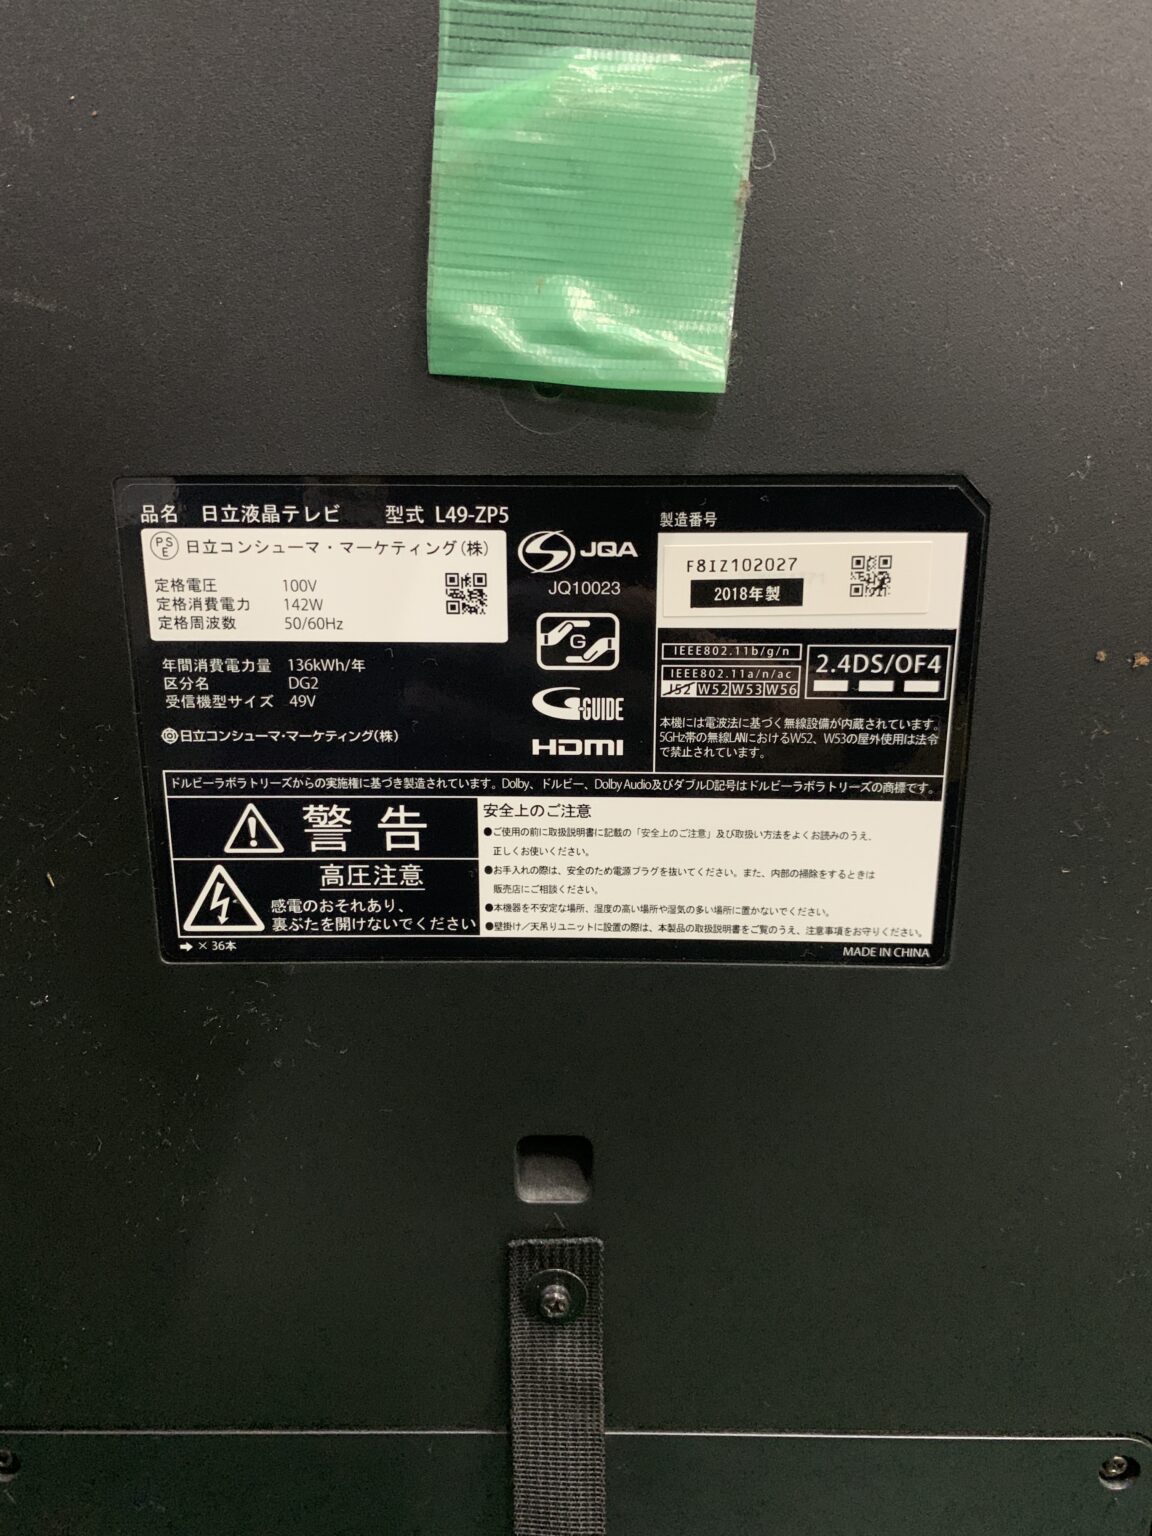 品名 日立液晶テレビ 型式 L49-ZP5
PSE 日立コンシューマ・マーケティング(株)
定格電圧 100V
定格消費電力 142W
定格周波数 50/60Hz
年間消費電力量 136kWh/年
区分名 DG2
受信機型サイズ 49V
日立コンシューマ・マーケティング(株)
JQA
JQ10023
G
G-GUIDE
HDMI
製造番号
F8IZ102027
2018年製
IEEE802.11b/g/n
IEEE802.11a/n/ac
J52 W52 W53 W56
2.4DS/OF4
本機には電波法に基づく無線設備が内蔵されています。
5GHz帯の無線LANにおけるW52、W53の屋外使用は法令
で禁止されています。
ドルビーラボラトリーズからの実施権に基づき製造されています。Dolby、ドルビー、Dolby Audio及びダブルD記号はドルビーラボラトリーズの商標です。
警告
高圧注意
感電のおそれあり、
裏ぶたを開けないでください
➡ × 36本
安全上のご注意
●ご使用の前に取扱説明書に記載の「安全上のご注意」及び取扱い方法をよくお読みのうえ、
正しくお使いください。
●お手入れの際は、安全のため電源プラグを抜いてください。また、内部の掃除をするときは
販売店にご相談ください。
●本機器を不安定な場所、湿度の高い場所や湿気の多い場所に置かないでください。
●壁掛け/天吊りユニットに設置の際は、本製品の取扱説明書をご覧のうえ、注意事項をお守りください。
MADE IN CHINA